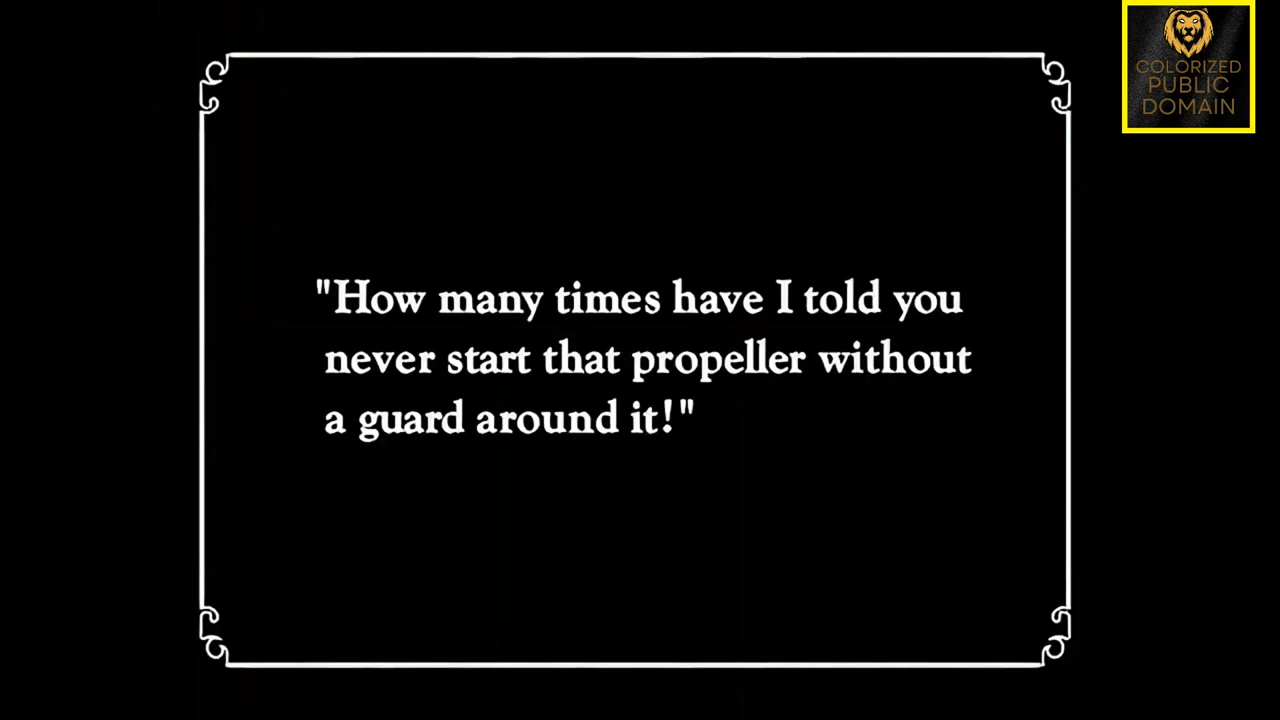 COLORIZED
PUBLIC
DOMAIN
"How many times have I told you
never start that propeller without
a guard around it!"